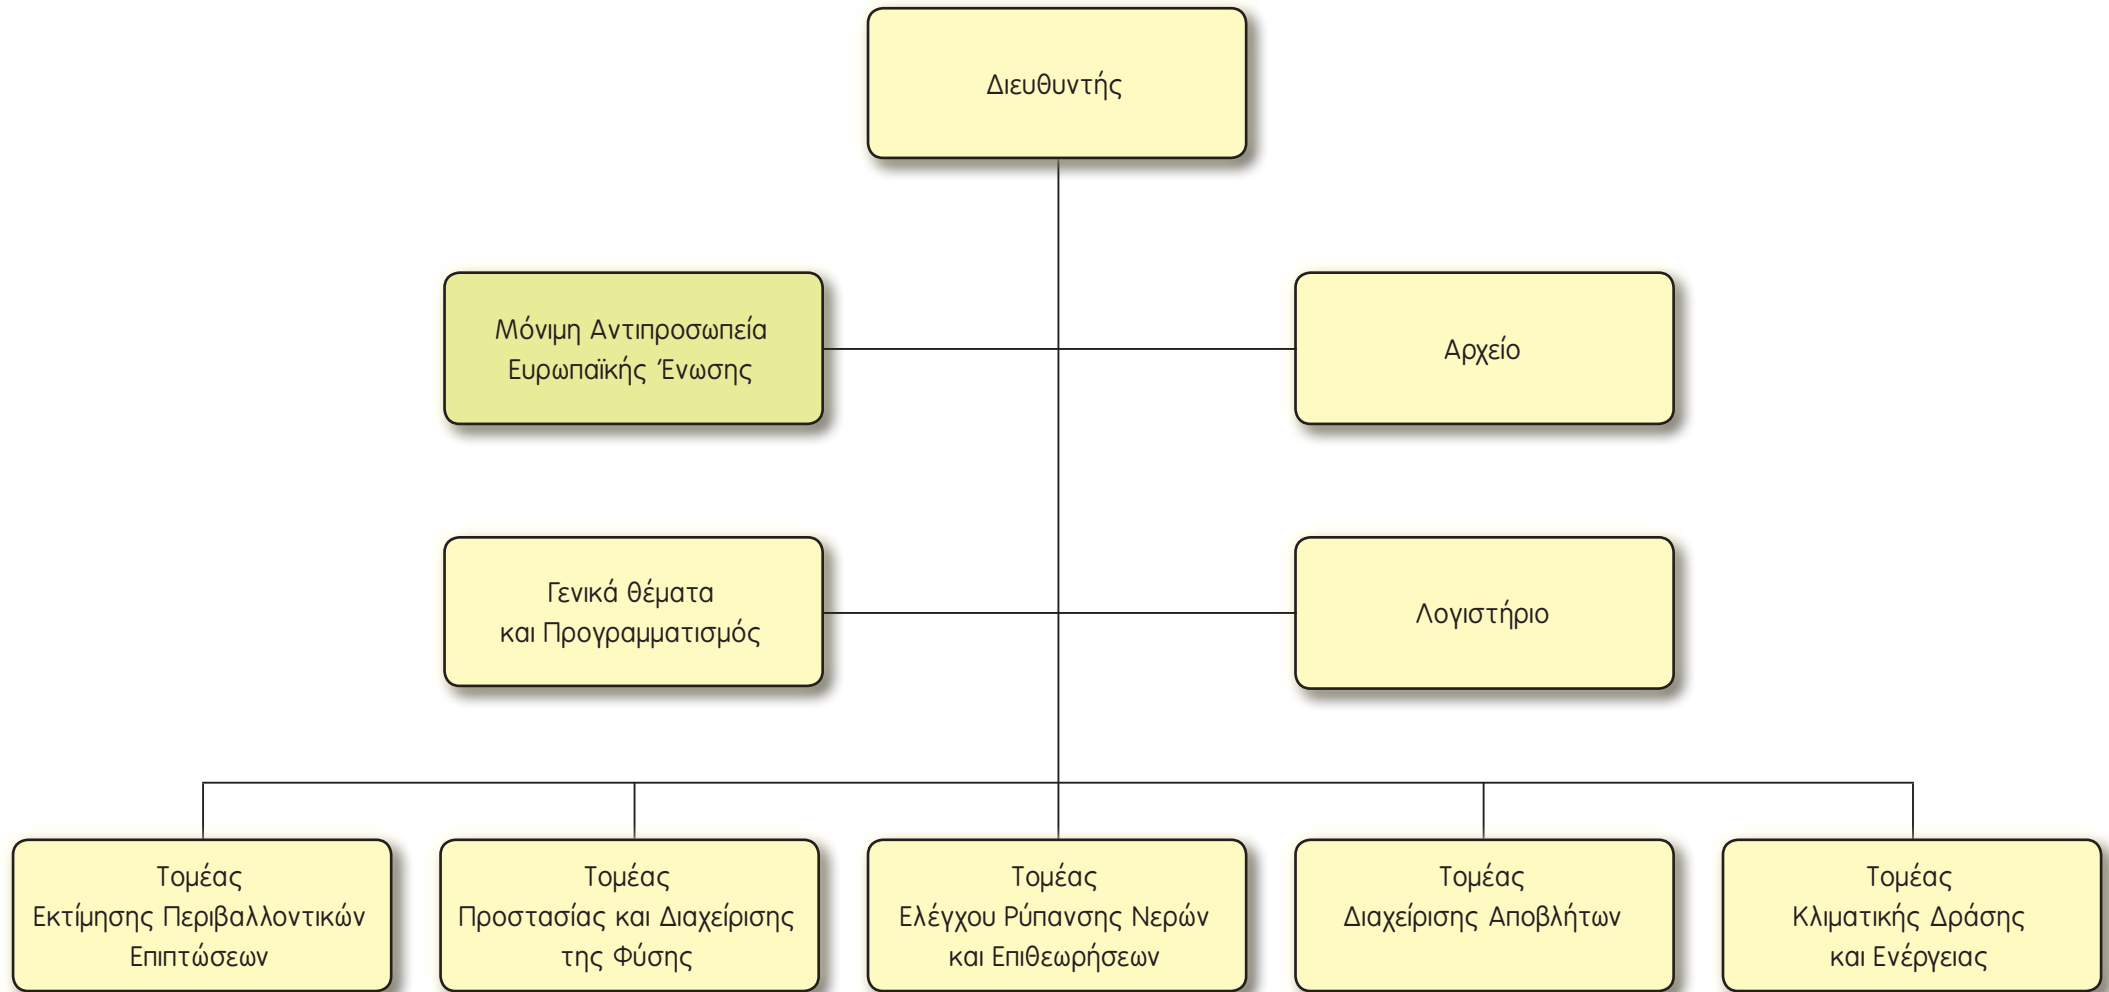 Διευθυντής
Μόνιμη Αντιπροσωπεία
Ευρωπαϊκής Ένωσης
Αρχείο
Γενικά θέματα
και Προγραμματισμός
Λογιστήριο
Τομέας
Εκτίμησης Περιβαλλοντικών
Επιπτώσεων
Τομέας
Προστασίας και Διαχείρισης
της Φύσης
Τομέας
Ελέγχου Ρύπανσης Νερών
και Επιθεωρήσεων
Τομέας
Διαχείρισης Αποβλήτων
Τομέας
Κλιματικής Δράσης
και Ενέργειας